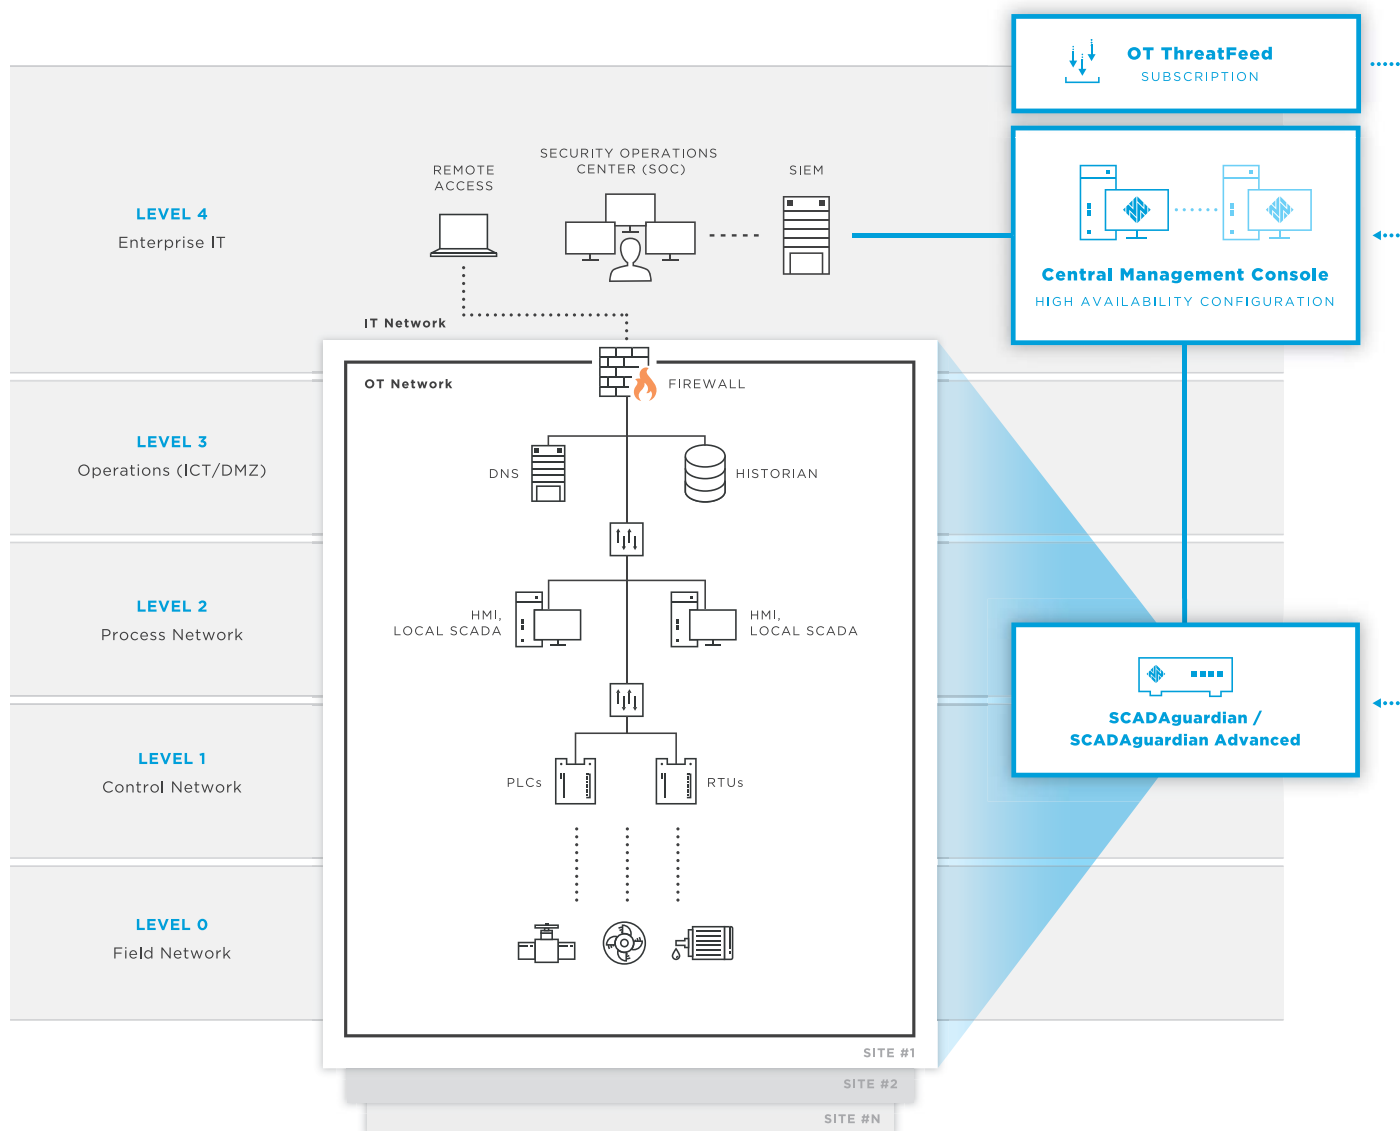 OT ThreatFeed
SUBSCRIPTION
REMOTE
ACCESS
SECURITY OPERATIONS
CENTER (SOC)
SIEM
LEVEL 4
Enterprise IT
Central Management Console
HIGH AVAILABILITY CONFIGURATION
IT Network
OT Network
FIREWALL
LEVEL 3
Operations (ICT/DMZ)
DNS
HISTORIAN
LEVEL 2
Process Network
HMI,
LOCAL SCADA
HMI,
LOCAL SCADA
SCADAguardian /
SCADAguardian Advanced
LEVEL 1
Control Network
PLCs
RTUs
LEVEL 0
Field Network
SITE #1
SITE #2
SITE #N